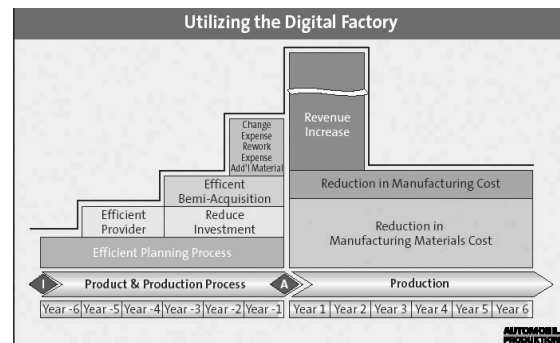 Utilizing the Digital Factory
Change
Expense
Rework
Expense
Add'l Material
Revenue
Increase
Efficent
Bemi-Acquisition
Reduction in Manufacturing Cost
Efficient
Provider
Reduce
Investment
Reduction in
Manufacturing Materials Cost
Efficient Planning Process
I
Product & Production Process
A
Production
Year -6 Year -5 Year -4 Year -3 Year -2 Year -1 Year 1 Year 2 Year 3 Year 4 Year 5 Year 6
AUTOMOBIL
PRODUKTION